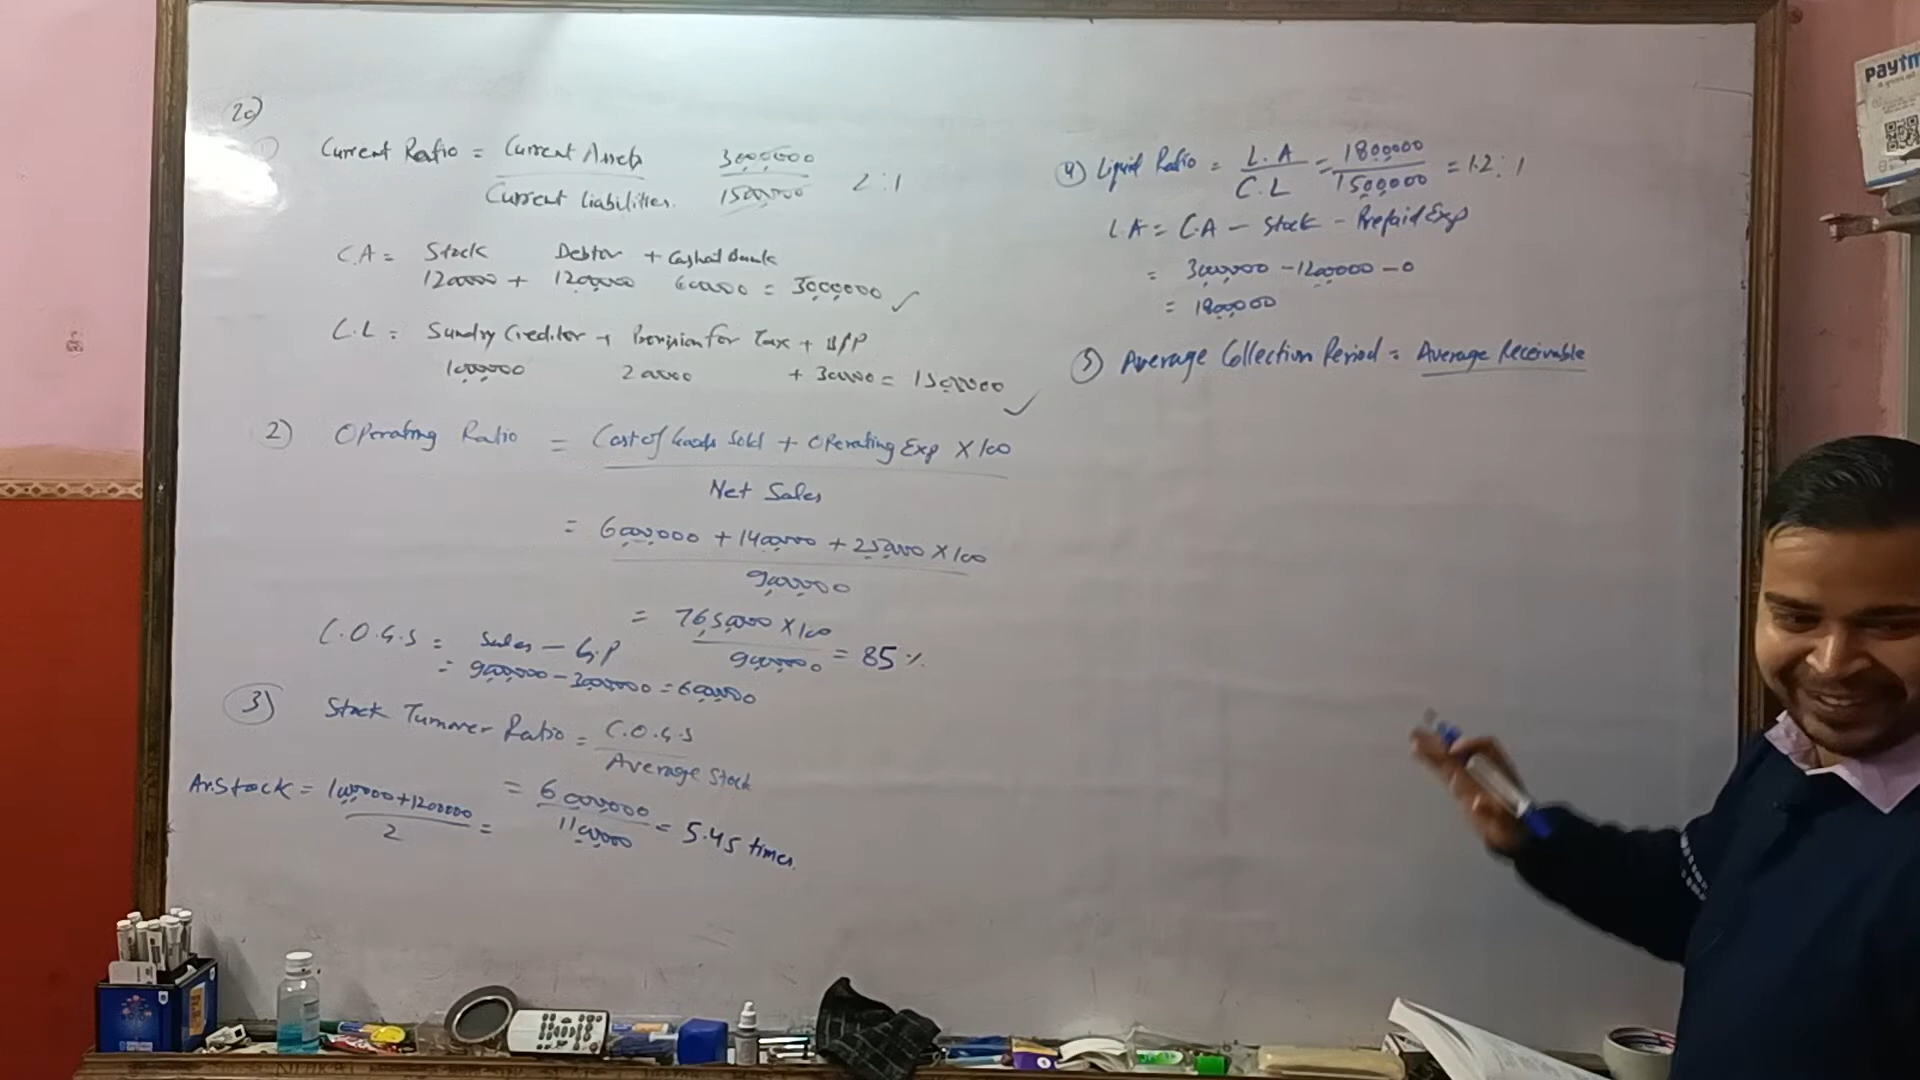 20)
1) Current Ratio = Current Assets / Current Liabilities. 3000000 / 1500000 2:1
C.A = Stock Debtor + Cash at Bank
1200000 + 1200000 600000 = 3000000 ✓
C.L = Sundry Creditor + Provision for Tax + B/P
1000000 200000 + 300000 = 1500000 ✓
2) Operating Ratio = Cost of Goods Sold + Operating Exp X 100
Net Sales
= 6000000 + 1400000 + 250000 X 100
9000000
= 7650000 X 100 / 9000000 = 85 %
C.O.G.S = Sales - G.P
= 9000000 - 3000000 = 6000000
3) Stock Turnover Ratio = C.O.G.S / Average Stock
Av.Stock = 1000000 + 1200000 / 2 =
= 6000000 / 1100000 = 5.45 times.
4) Liquid Ratio = L.A / C.L = 1800000 / 1500000 = 1.2 : 1
L.A = C.A - Stock - Prepaid Exp
= 3000000 - 1200000 - 0
= 1800000
5) Average Collection Period = Average Receivable
paytm